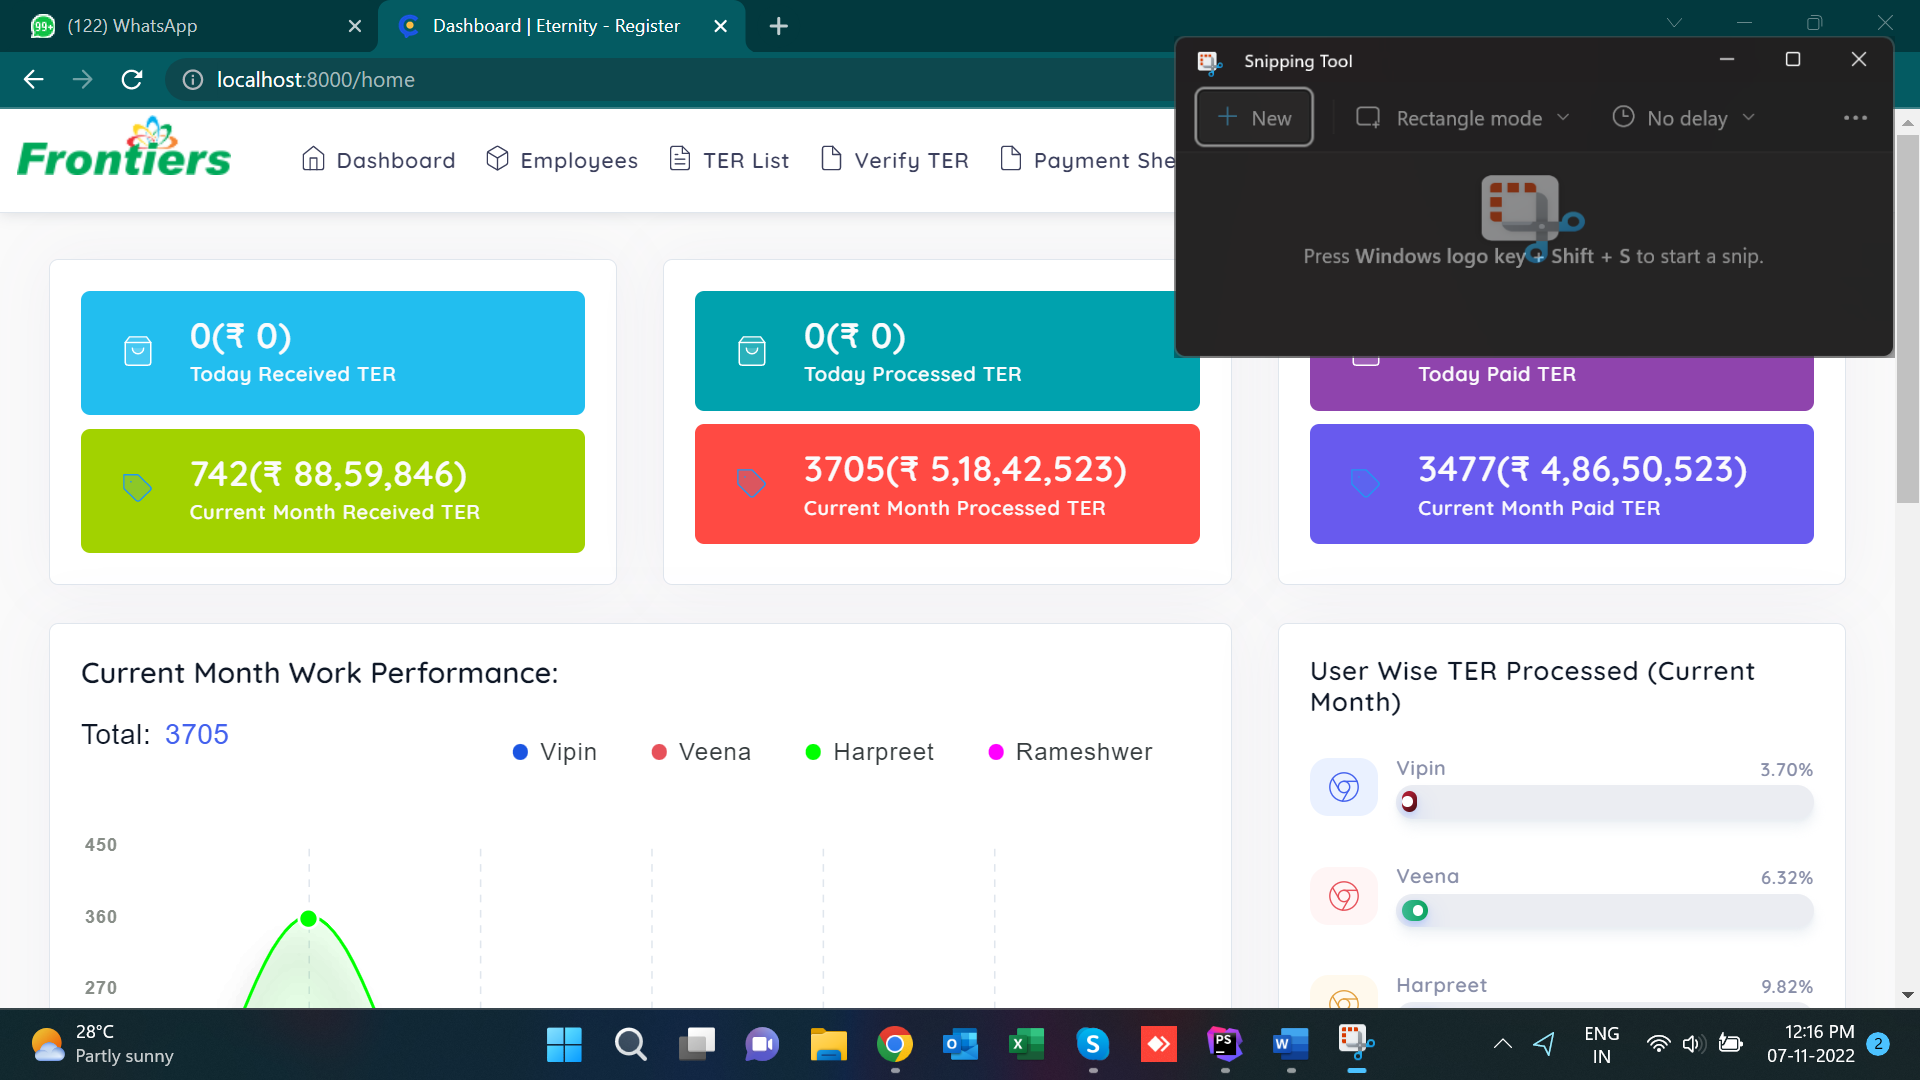 99+ (122) WhatsApp
Dashboard | Eternity - Register
localhost:8000/home
Snipping Tool
New
Rectangle mode
No delay
Press Windows logo key + Shift + S to start a snip.
Frontiers
Dashboard
Employees
TER List
Verify TER
Payment She
0(₹ 0)
Today Received TER
742(₹ 88,59,846)
Current Month Received TER
0(₹ 0)
Today Processed TER
3705(₹ 5,18,42,523)
Current Month Processed TER
Today Paid TER
3477(₹ 4,86,50,523)
Current Month Paid TER
Current Month Work Performance:
Total: 3705
Vipin
Veena
Harpreet
Rameshwer
450
360
270
User Wise TER Processed (Current
Month)
Vipin
3.70%
Veena
6.32%
Harpreet
9.82%
28°C
Partly sunny
ENG
IN
12:16 PM
07-11-2022
2